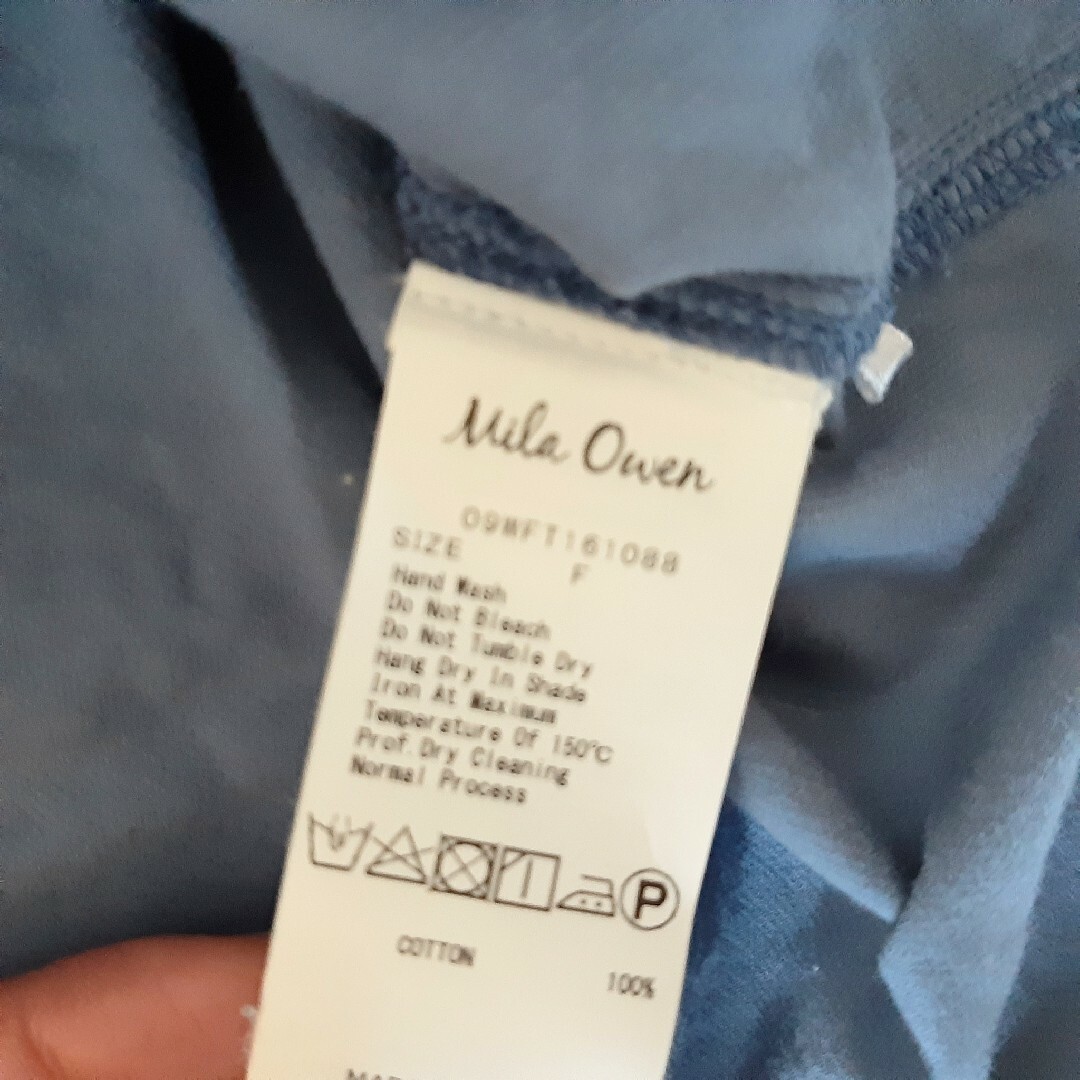 Mila Owen
09WFT161088
SIZE F
Hand Wash
Do Not Bleach
Do Not Tumble Dry
Hang Dry In Shade
Iron At Maximum
Temperature Of 150℃
Prof. Dry Cleaning
Normal Process
P
COTTON 100%